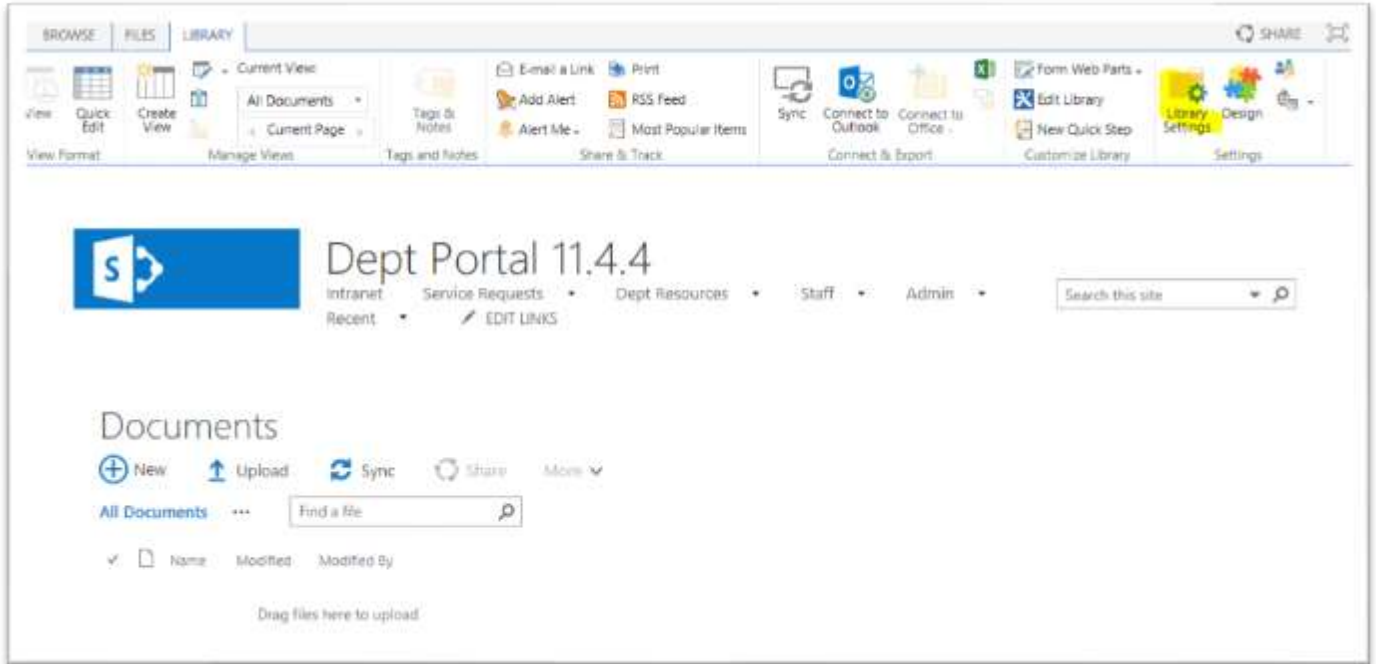 BROWSE FILES LIBRARY SHARE
View Quick Edit Create View Current View: All Documents Current Page Tags & Notes E-mail a Link Print Add Alert RSS Feed Alert Me Most Popular Items Sync Connect to Outlook Connect to Office Form Web Parts Edit Library New Quick Step Library Settings Design
View Format Manage Views Tags and Notes Share & Track Connect & Export Customize Library Settings
S
Dept Portal 11.4.4
Intranet Service Requests Dept Resources Staff Admin Search this site
Recent EDIT LINKS
Documents
New Upload Sync Share More
All Documents ... Find a file
Name Modified Modified By
Drag files here to upload